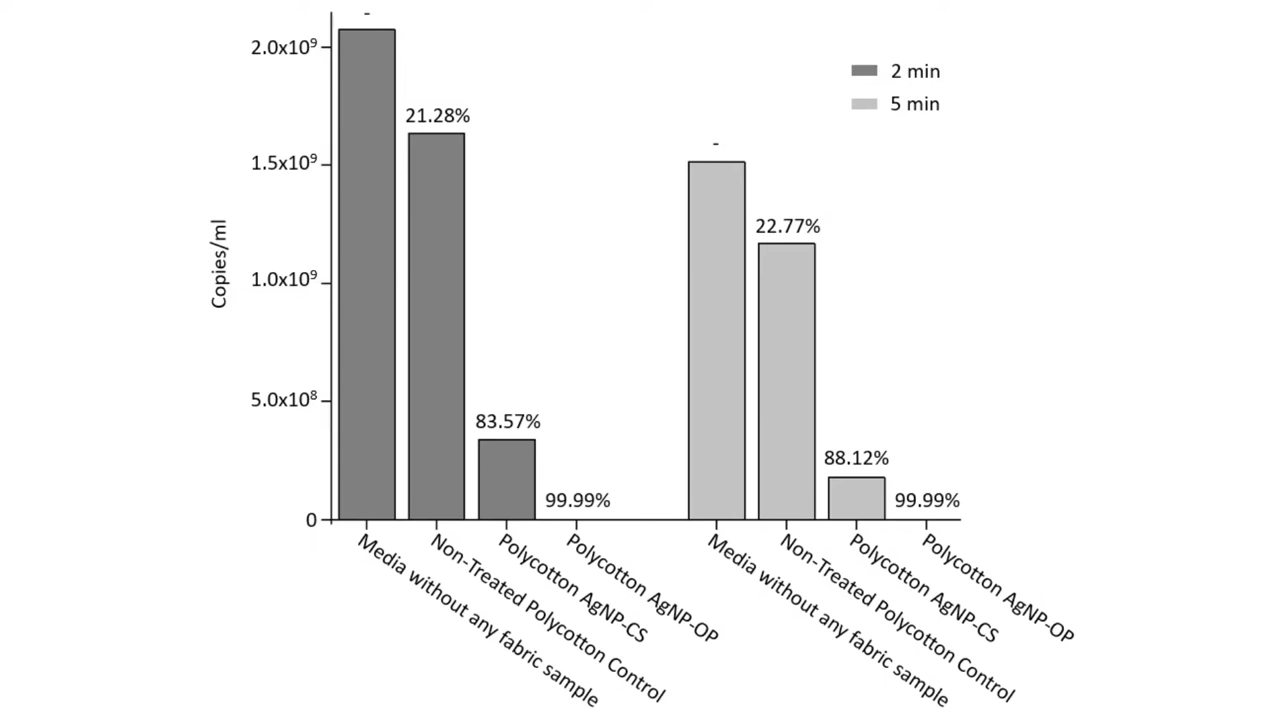 -
2.0x10⁹
21.28%
1.5x10⁹
1.0x10⁹
5.0x10⁸
83.57%
0
99.99%
Copies/ml
2 min
5 min
-
22.77%
88.12%
99.99%
Media without any fabric sample
Non-Treated Polycotton Control
Polycotton AgNP-CS
Polycotton AgNP-OP
Media without any fabric sample
Non-Treated Polycotton Control
Polycotton AgNP-CS
Polycotton AgNP-OP